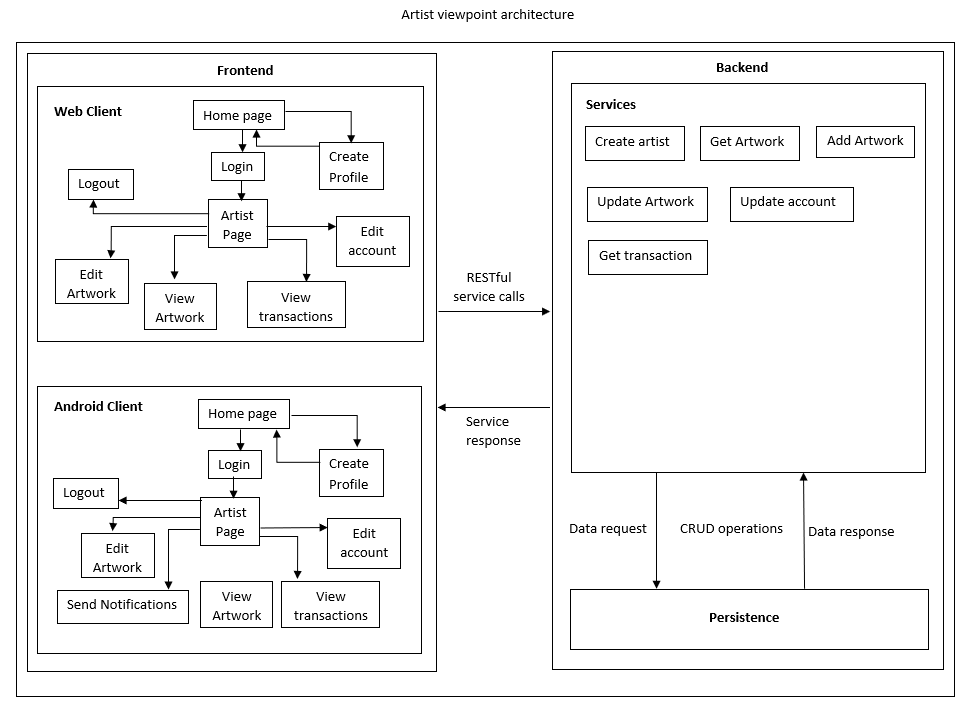 Artist viewpoint architecture
Frontend
Web Client
Home page
Create
Profile
Login
Logout
Artist
Page
Edit
account
Edit
Artwork
View
Artwork
View
transactions
Android Client
Home page
Create
Profile
Login
Logout
Artist
Page
Edit
account
Edit
Artwork
Send Notifications
View
Artwork
View
transactions
RESTful
service calls
Service
response
Backend
Services
Create artist
Get Artwork
Add Artwork
Update Artwork
Update account
Get transaction
Data request
CRUD operations
Data response
Persistence